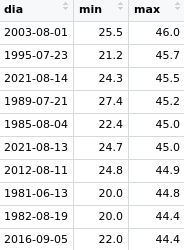 dia min max
2003-08-01 25.5 46.0
1995-07-23 21.2 45.7
2021-08-14 24.3 45.5
1989-07-21 27.4 45.2
1985-08-04 22.4 45.0
2021-08-13 24.7 45.0
2012-08-11 24.8 44.9
1981-06-13 20.0 44.8
1982-08-19 20.0 44.4
2016-09-05 22.0 44.4